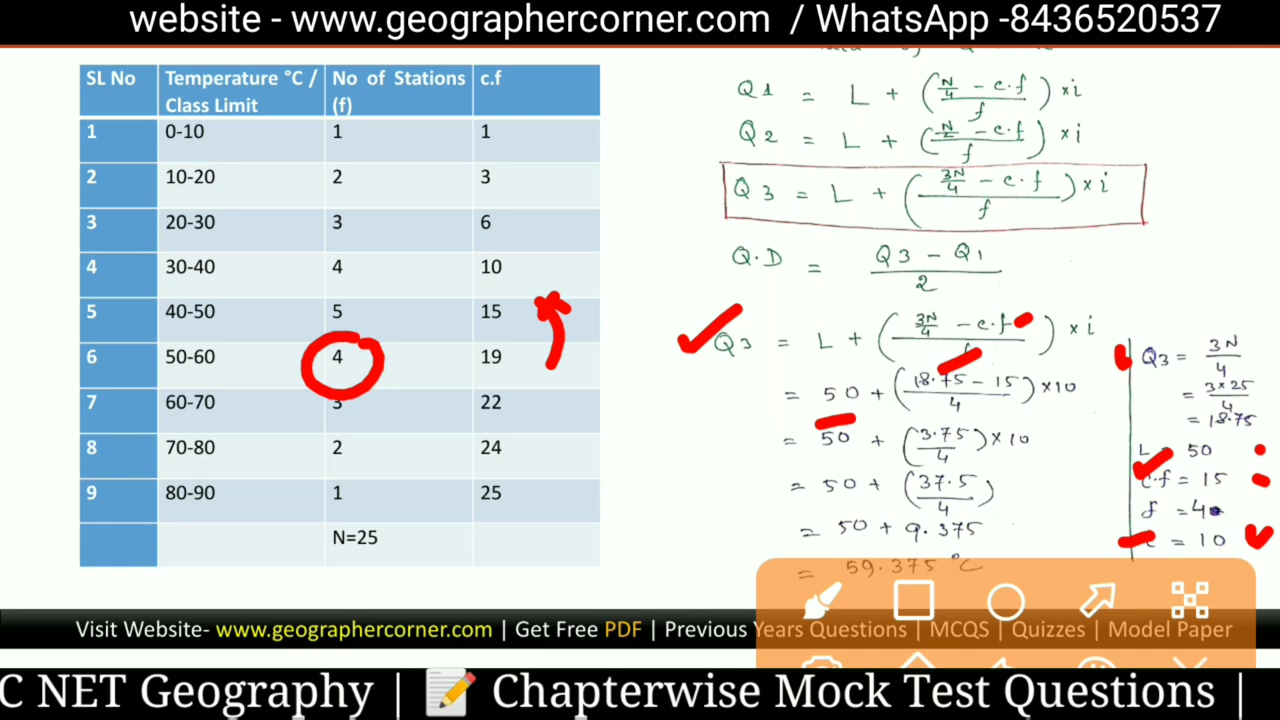 website - www.geographercorner.com / WhatsApp -8436520537
SL No | Temperature °C / Class Limit | No of Stations (f) | c.f
1 | 0-10 | 1 | 1
2 | 10-20 | 2 | 3
3 | 20-30 | 3 | 6
4 | 30-40 | 4 | 10
5 | 40-50 | 5 | 15
6 | 50-60 | 4 | 19
7 | 60-70 | 3 | 22
8 | 70-80 | 2 | 24
9 | 80-90 | 1 | 25
N=25
Q1 = L + (N/4 - c.f / f) × i
Q2 = L + (N/2 - c.f / f) × i
Q3 = L + (3N/4 - c.f / f) × i
Q.D = Q3 - Q1 / 2
Q3 = L + (3N/4 - c.f / f) × i
= 50 + (18.75 - 15 / 4) × 10
= 50 + (3.75 / 4) × 10
= 50 + (37.5 / 4)
= 50 + 9.375
= 59.375 °C
Q3 = 3N / 4
= 3×25 / 4
= 18.75
L = 50
c.f = 15
f = 4
= 10
Visit Website- www.geographercorner.com | Get Free PDF | Previous Years Questions | MCQS | Quizzes | Model Paper
C NET Geography | 📝 Chapterwise Mock Test Questions |